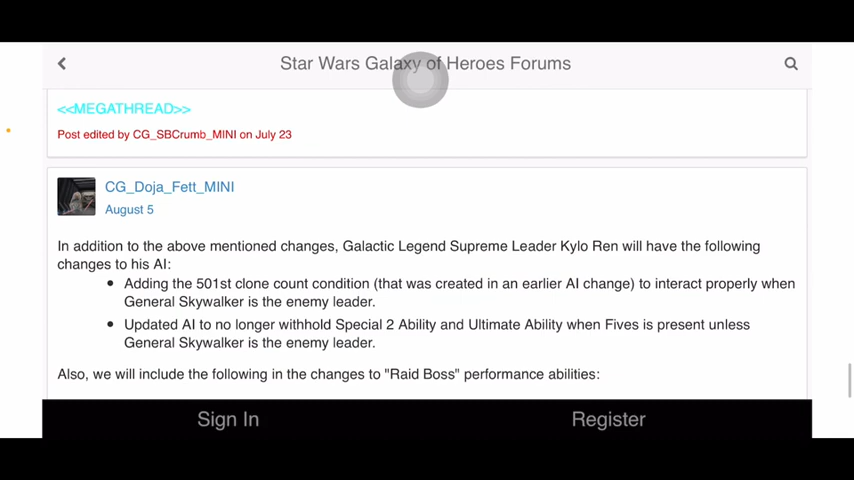 Star Wars Galaxy of Heroes Forums
<<MEGATHREAD>>
Post edited by CG_SBCrumb_MINI on July 23
CG_Doja_Fett_MINI
August 5
In addition to the above mentioned changes, Galactic Legend Supreme Leader Kylo Ren will have the following
changes to his AI:
• Adding the 501st clone count condition (that was created in an earlier AI change) to interact properly when
General Skywalker is the enemy leader.
• Updated AI to no longer withhold Special 2 Ability and Ultimate Ability when Fives is present unless
General Skywalker is the enemy leader.
Also, we will include the following in the changes to "Raid Boss" performance abilities:
Sign In
Register